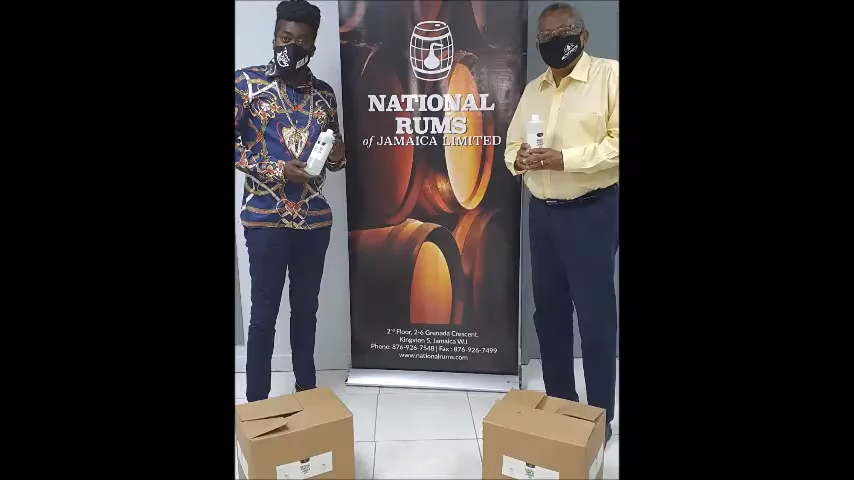 NATIONAL
RUMS
of JAMAICA LIMITED
2nd Floor, 2-6 Grenada Crescent,
Kingston 5, Jamaica W.I
Phone: 876-926-7548 | Fax : 876-926-7499
www.nationalrums.com